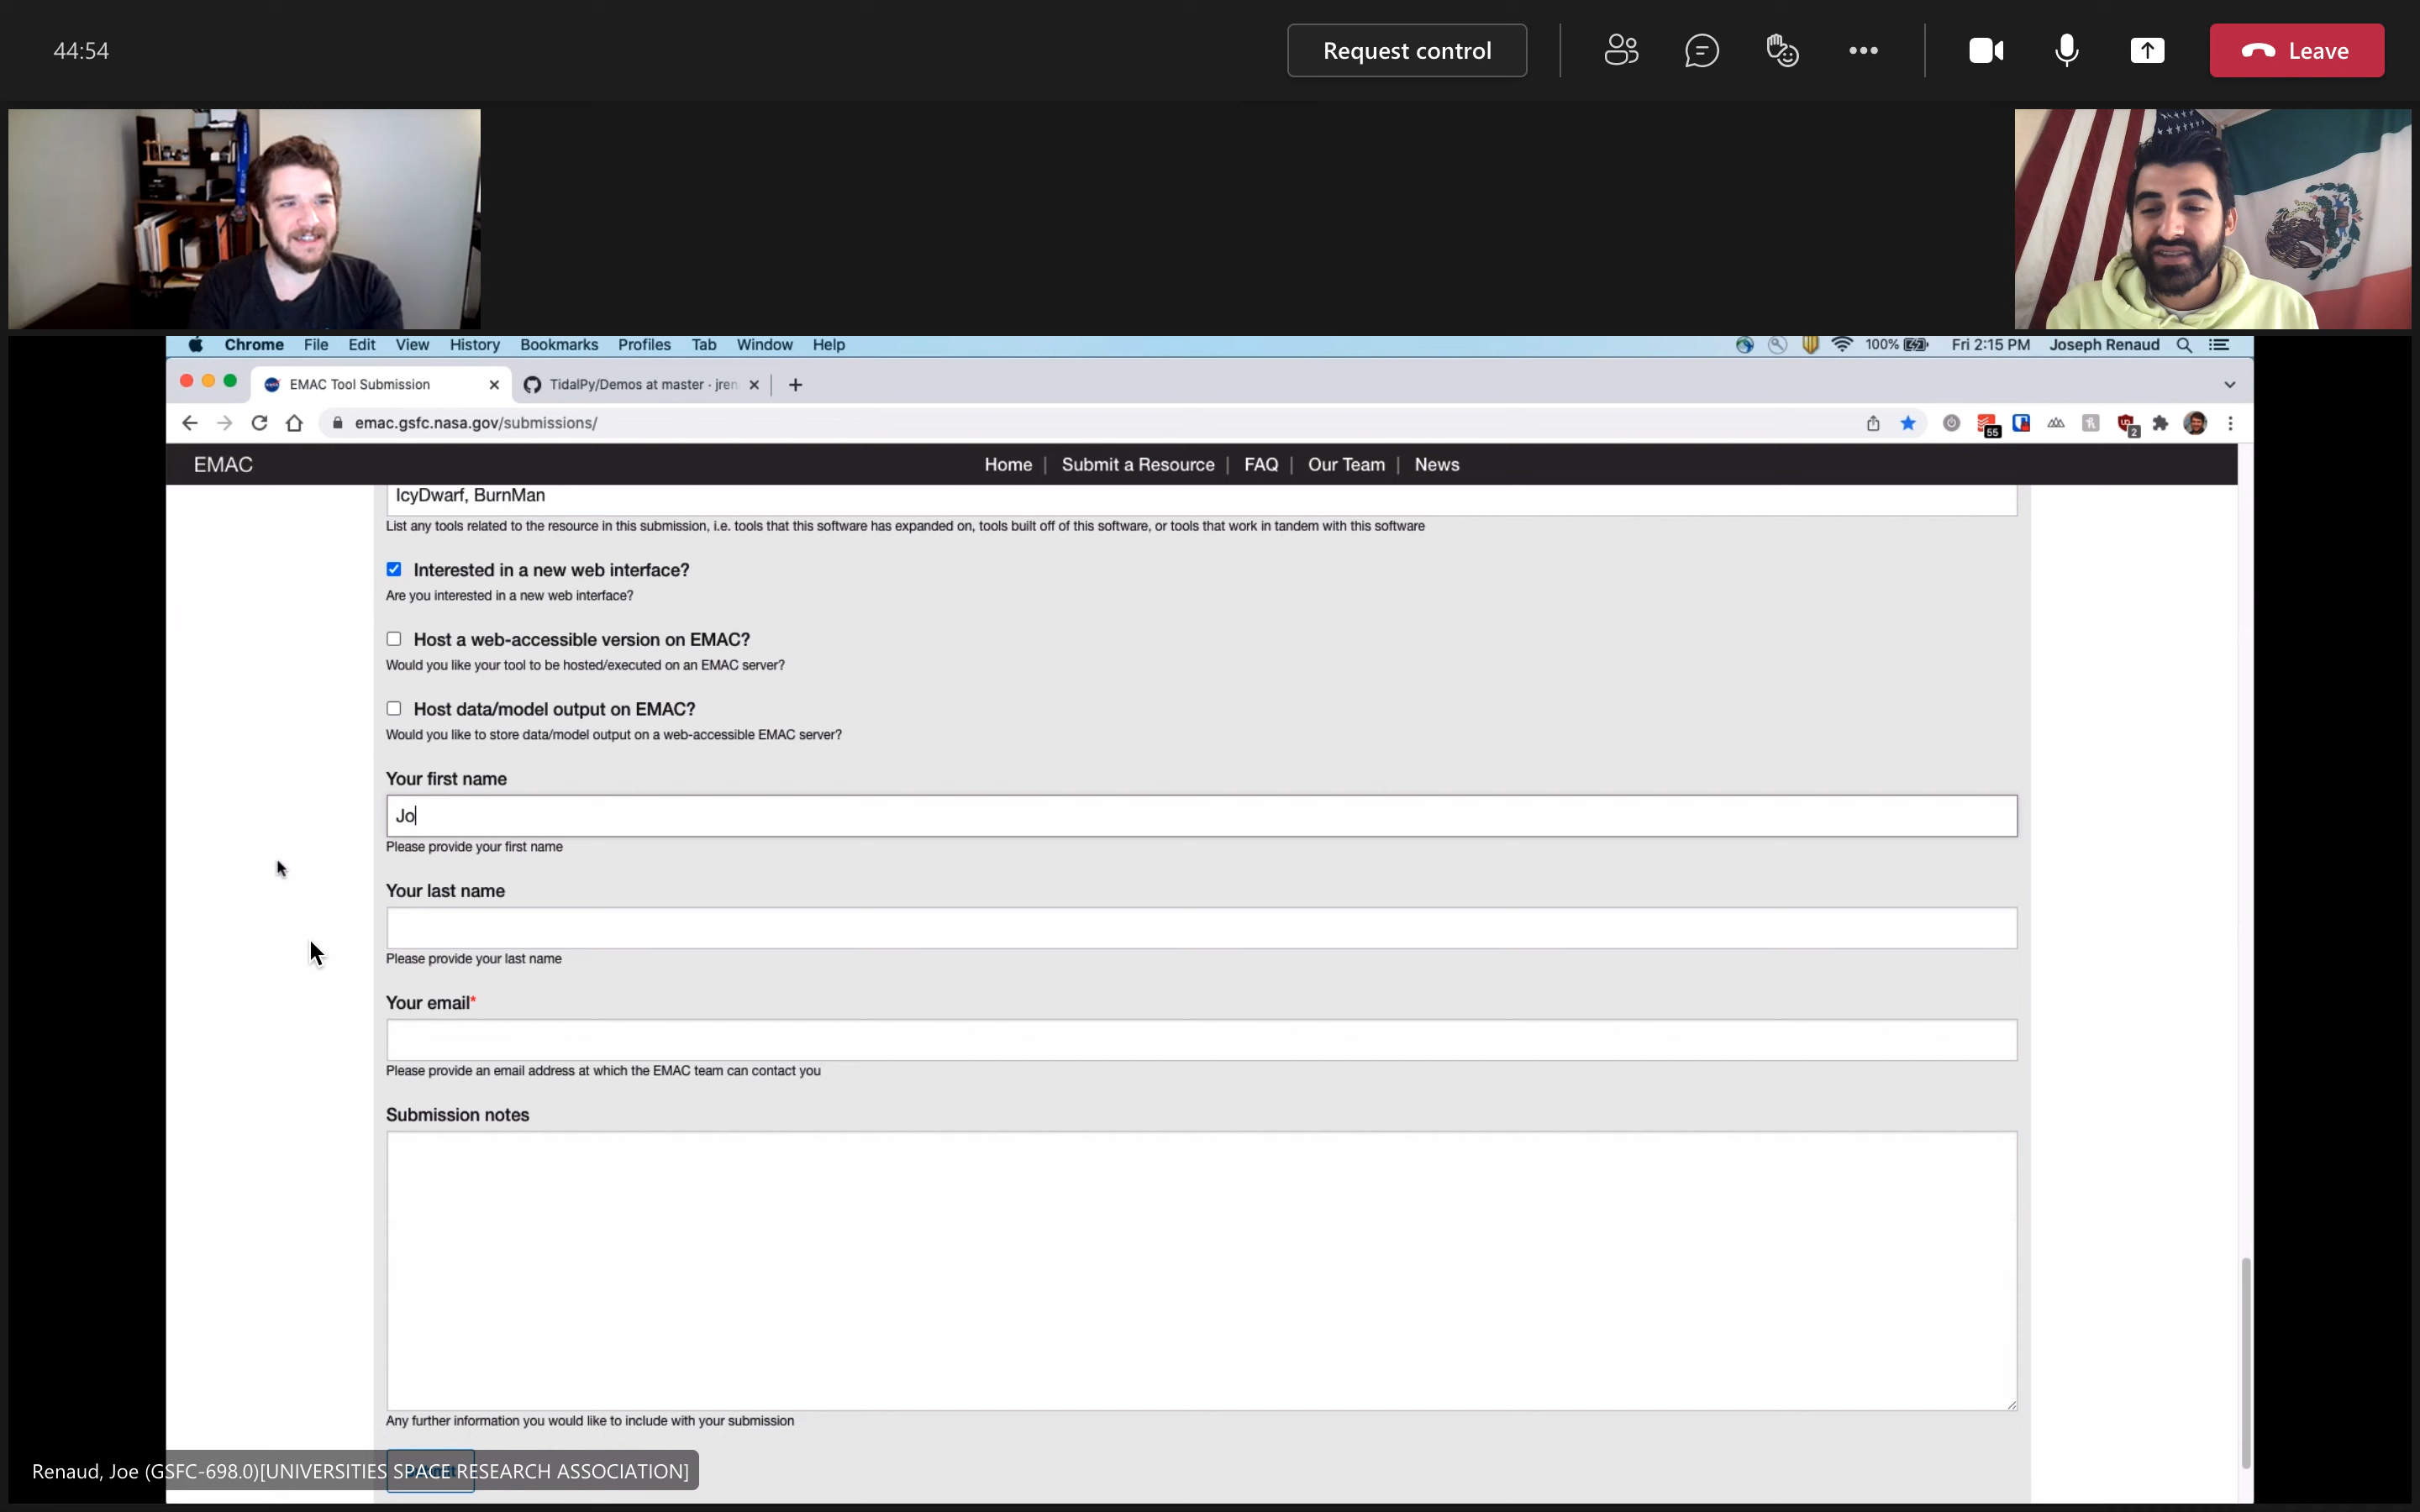 44:54
Request control
Leave
Chrome File Edit View History Bookmarks Profiles Tab Window Help
100% Fri 2:15 PM Joseph Renaud
EMAC Tool Submission
TidalPy/Demos at master · jren
emac.gsfc.nasa.gov/submissions/
55
2
EMAC
Home | Submit a Resource | FAQ | Our Team | News
IcyDwarf, BurnMan
List any tools related to the resource in this submission, i.e. tools that this software has expanded on, tools built off of this software, or tools that work in tandem with this software
Interested in a new web interface?
Are you interested in a new web interface?
Host a web-accessible version on EMAC?
Would you like your tool to be hosted/executed on an EMAC server?
Host data/model output on EMAC?
Would you like to store data/model output on a web-accessible EMAC server?
Your first name
Jo
Please provide your first name
Your last name
Please provide your last name
Your email*
Please provide an email address at which the EMAC team can contact you
Submission notes
Any further information you would like to include with your submission
Renaud, Joe (GSFC-698.0)[UNIVERSITIES SPACE RESEARCH ASSOCIATION]